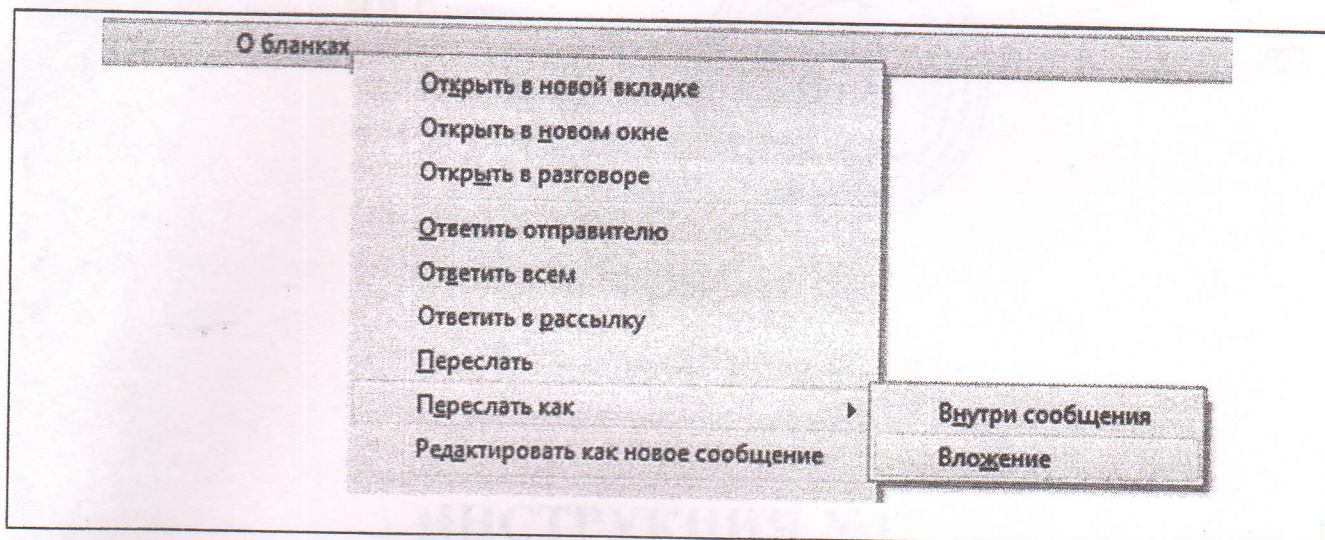 О бланках
Открыть в новой вкладке
Открыть в новом окне
Открыть в разговоре
Ответить отправителю
Ответить всем
Ответить в рассылку
Переслать
Переслать как
Внутри сообщения
Редактировать как новое сообщение
Вложение